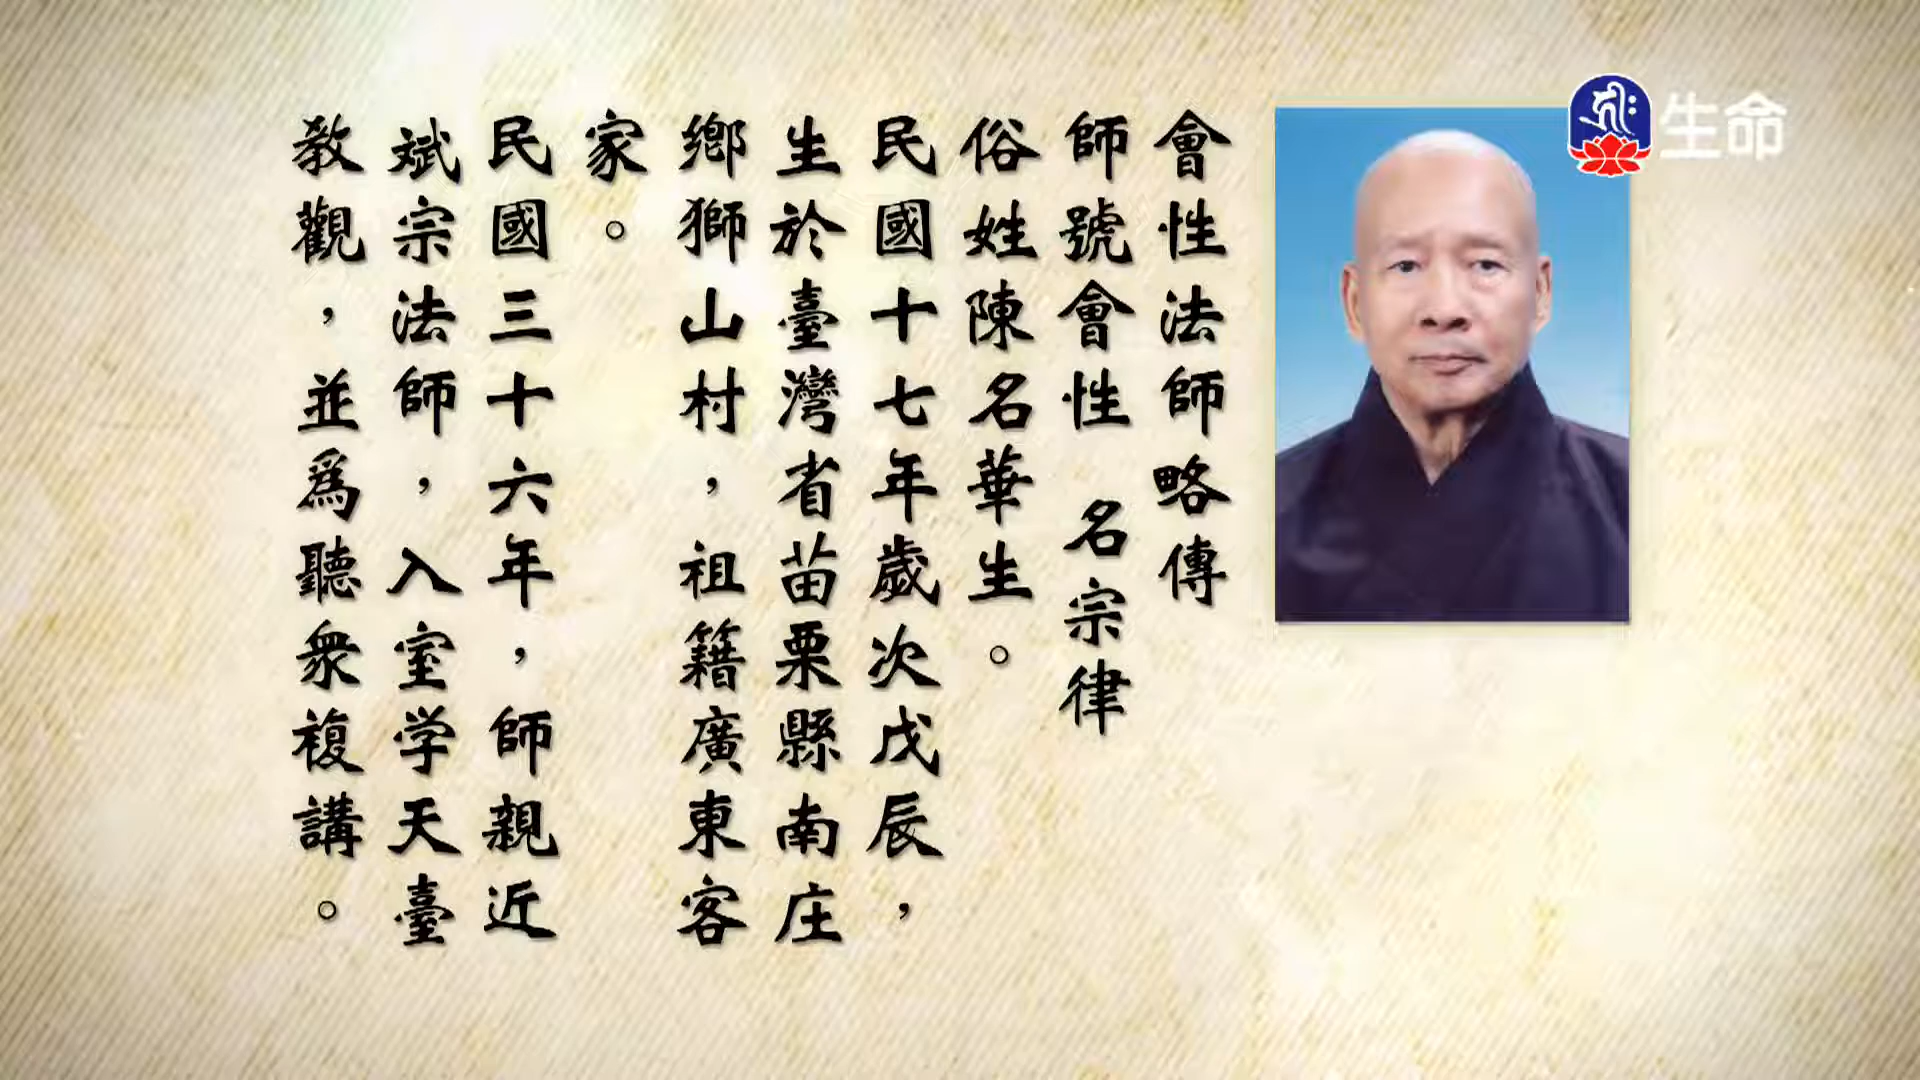 會性法師略傳
師號會性 名宗律
俗姓陳名華生。
民國十七年歲次戊辰，
生於臺灣省苗栗縣南庄
鄉獅山村，祖籍廣東客
家。
民國三十六年，師親近
斌宗法師，入室学天臺
教觀，並爲聽衆複講。
生命